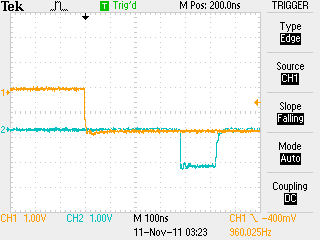 Tek T Trig'd M Pos: 200.0ns TRIGGER
Type
Edge
Source
CH1
Slope
Falling
Mode
Auto
Coupling
DC
1
2
CH1 1.00V CH2 1.00V M 100ns CH1 -400mV
11-Nov-11 03:23 960.025Hz